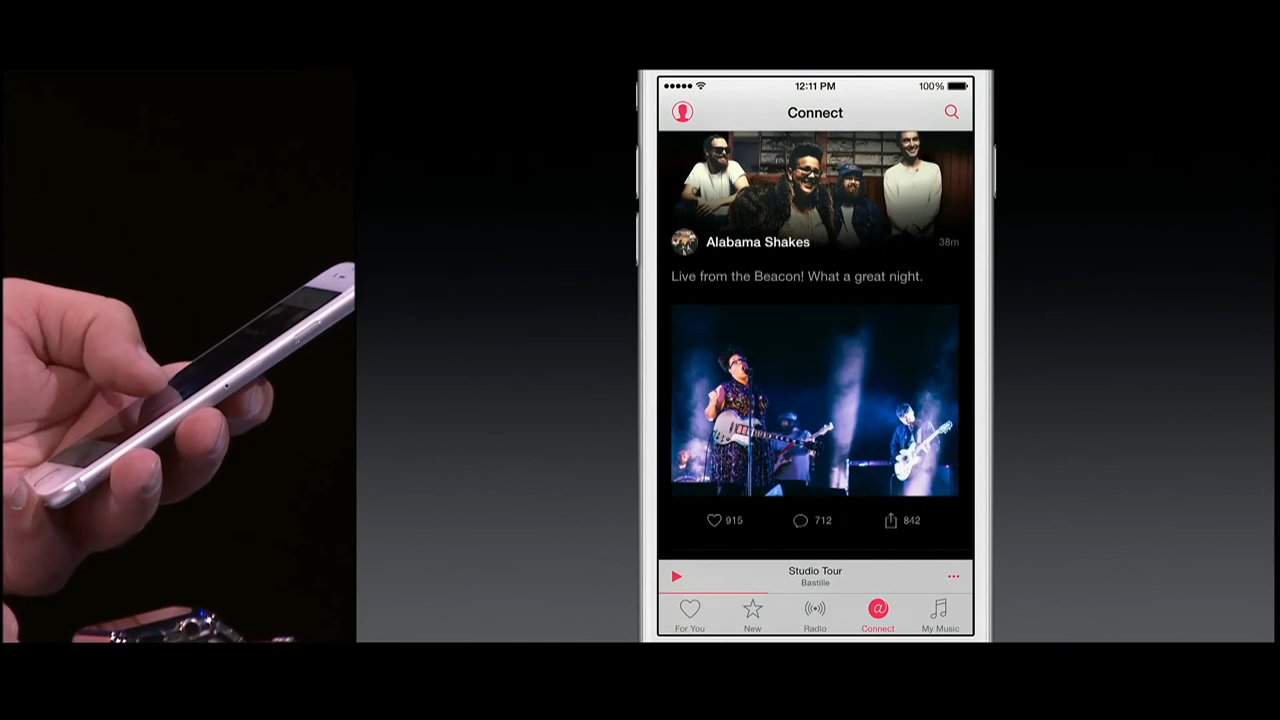 12:11 PM
100%
Connect
Alabama Shakes
38m
Live from the Beacon! What a great night.
915
712
842
Studio Tour
Bastille
For You
New
Radio
Connect
My Music